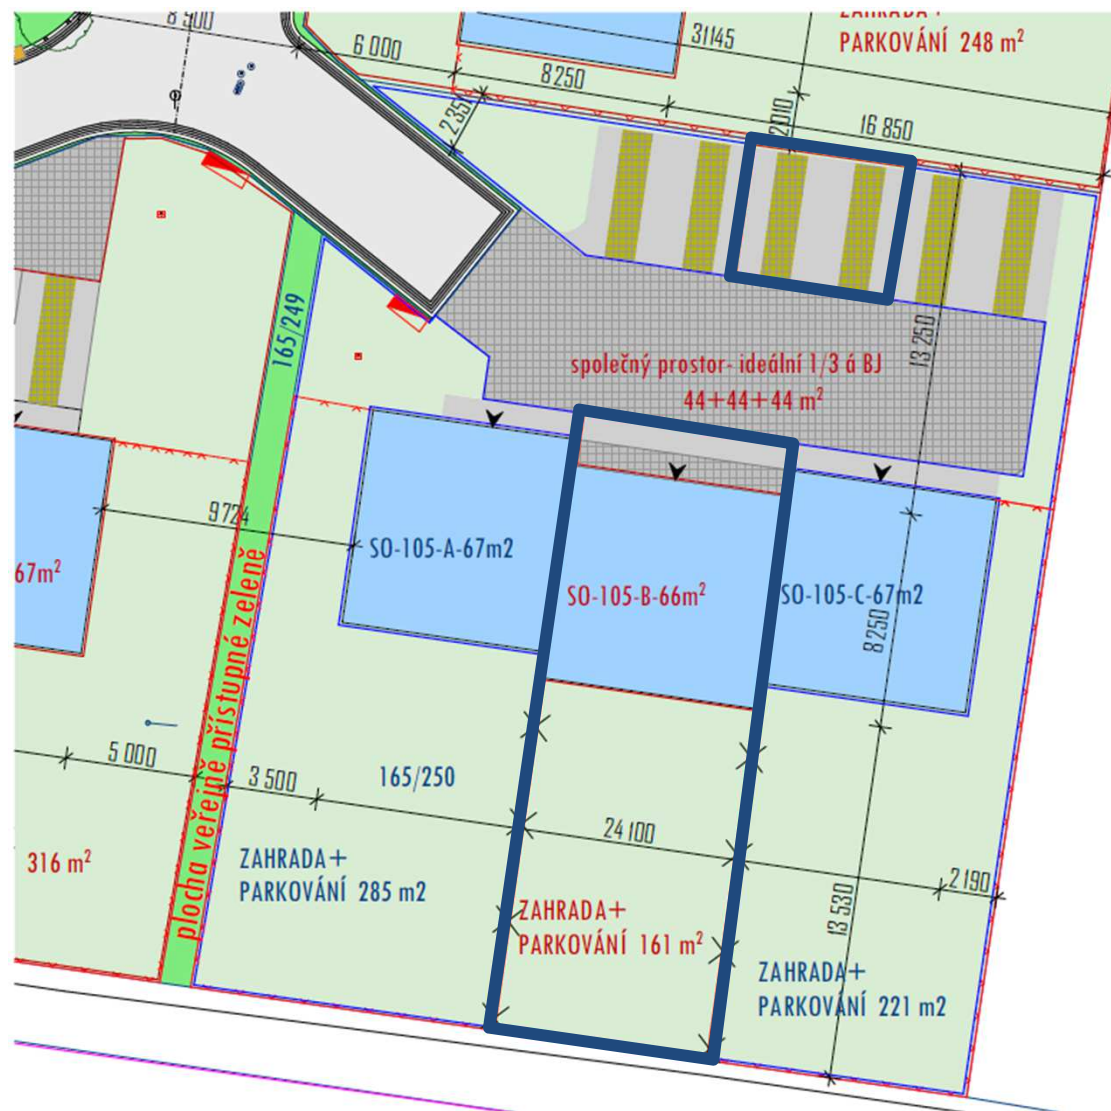 8 500
6 000
31145
ZAHRADA+
PARKOVÁNÍ 248 m²
8250
2010
16 850
165/249
13 250
společný prostor- ideální 1/3 á BJ
44+44+44 m²
9724
SO-105-A-67m2
67m²
SO-105-B-66m²
SO-105-C-67m2
8250
plocha veřejně přístupné zeleně
5 000
3 500
165/250
24 100
316 m²
ZAHRADA+
PARKOVÁNÍ 285 m2
2190
13 530
ZAHRADA+
PARKOVÁNÍ 161 m²
ZAHRADA+
PARKOVÁNÍ 221 m2